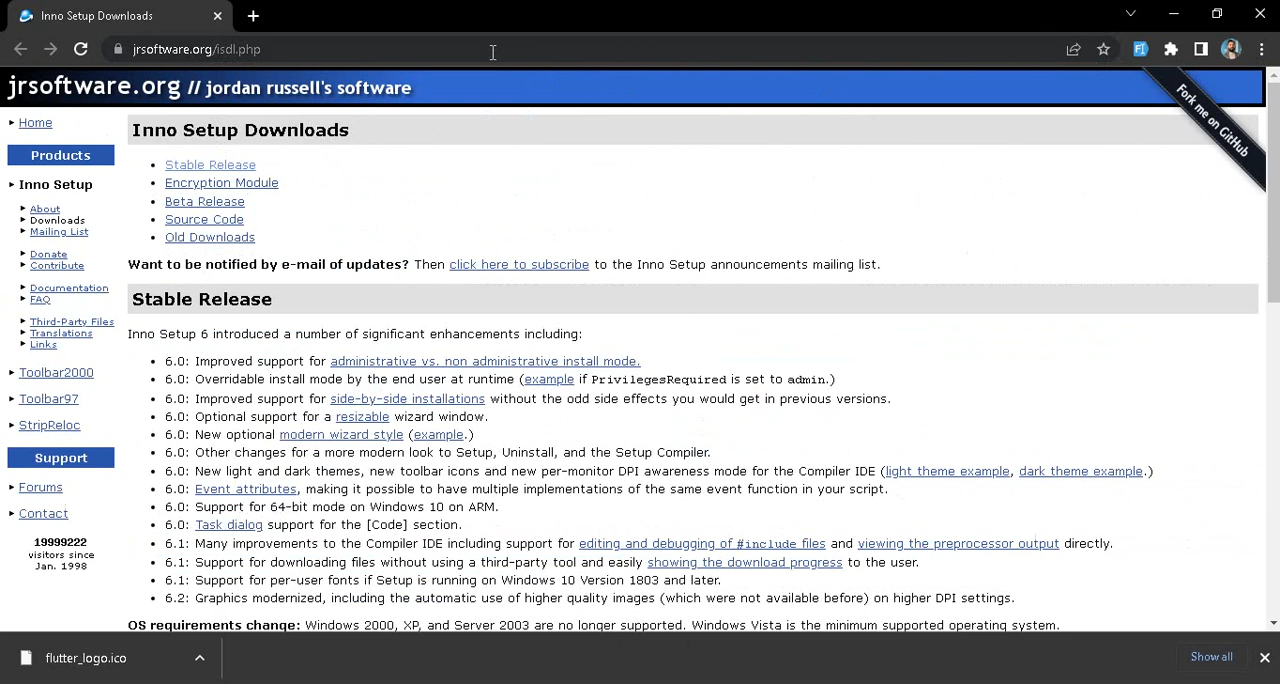 Inno Setup Downloads
jrsoftware.org/isdl.php
jrsoftware.org // jordan russell's software
Fork me on GitHub
Home
Products
Inno Setup
About
Downloads
Mailing List
Donate
Contribute
Documentation
FAQ
Third-Party Files
Translations
Links
Toolbar2000
Toolbar97
StripReloc
Support
Forums
Contact
19999222
visitors since
Jan. 1998
Inno Setup Downloads
Stable Release
Encryption Module
Beta Release
Source Code
Old Downloads
Want to be notified by e-mail of updates? Then click here to subscribe to the Inno Setup announcements mailing list.
Stable Release
Inno Setup 6 introduced a number of significant enhancements including:
6.0: Improved support for administrative vs. non administrative install mode.
6.0: Overridable install mode by the end user at runtime (example if PrivilegesRequired is set to admin.)
6.0: Improved support for side-by-side installations without the odd side effects you would get in previous versions.
6.0: Optional support for a resizable wizard window.
6.0: New optional modern wizard style (example.)
6.0: Other changes for a more modern look to Setup, Uninstall, and the Setup Compiler.
6.0: New light and dark themes, new toolbar icons and new per-monitor DPI awareness mode for the Compiler IDE (light theme example, dark theme example.)
6.0: Event attributes, making it possible to have multiple implementations of the same event function in your script.
6.0: Support for 64-bit mode on Windows 10 on ARM.
6.0: Task dialog support for the [Code] section.
6.1: Many improvements to the Compiler IDE including support for editing and debugging of #include files and viewing the preprocessor output directly.
6.1: Support for downloading files without using a third-party tool and easily showing the download progress to the user.
6.1: Support for per-user fonts if Setup is running on Windows 10 Version 1803 and later.
6.2: Graphics modernized, including the automatic use of higher quality images (which were not available before) on higher DPI settings.
OS requirements change: Windows 2000, XP, and Server 2003 are no longer supported. Windows Vista is the minimum supported operating system.
flutter_logo.ico
Show all